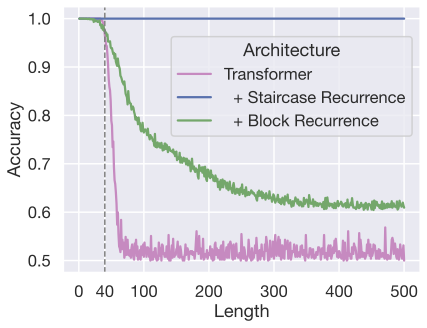 1.0
0.9
0.8
0.7
0.6
0.5
Accuracy
Architecture
Transformer
+ Staircase Recurrence
+ Block Recurrence
0 40 100 200 300 400 500
Length